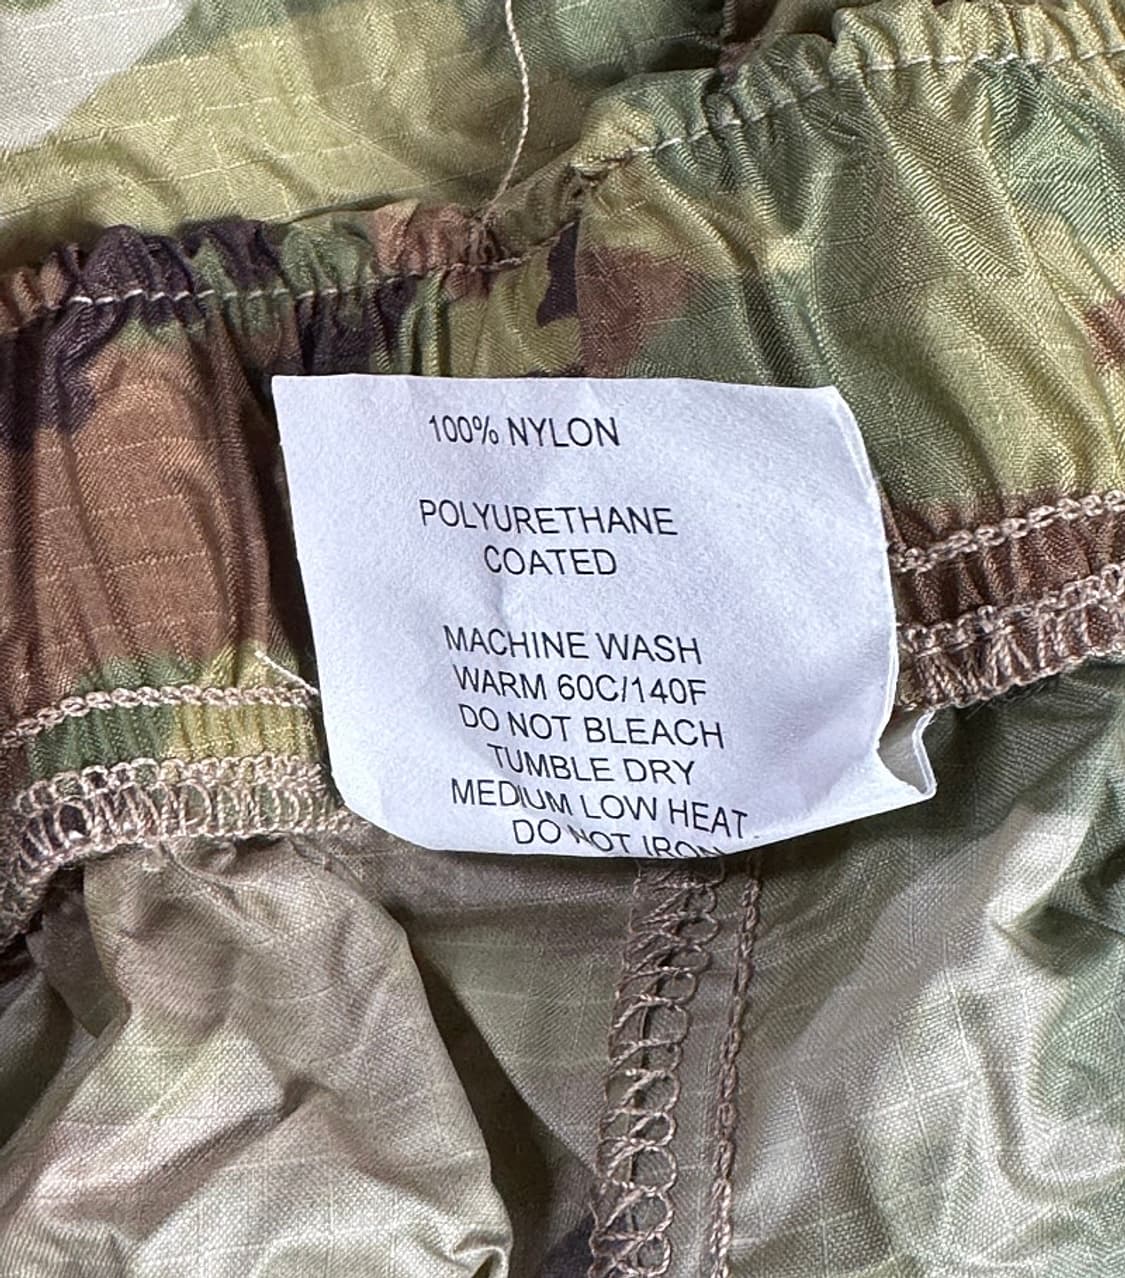 100% NYLON
POLYURETHANE
COATED
MACHINE WASH
WARM 60C/140F
DO NOT BLEACH
TUMBLE DRY
MEDIUM LOW HEAT
DO NOT IRON